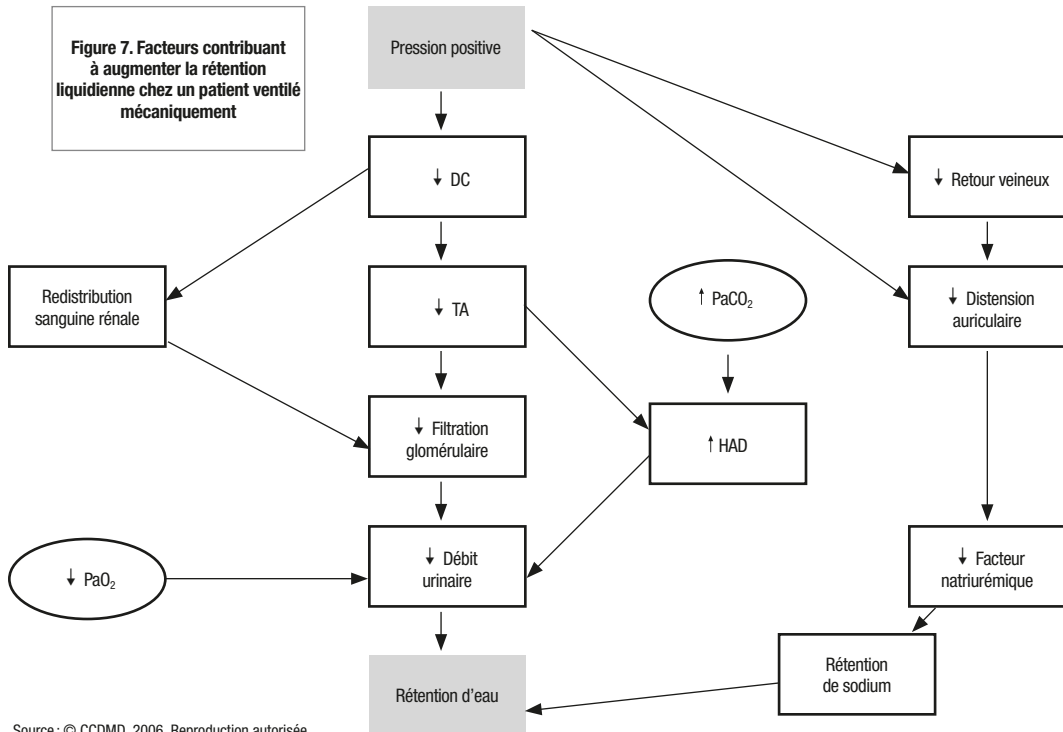 Figure 7. Facteurs contribuant
à augmenter la rétention
liquidienne chez un patient ventilé
mécaniquement
Pression positive
↓ DC
↓ Retour veineux
Redistribution
sanguine rénale
↓ TA
↑ PaCO₂
↓ Distension
auriculaire
↓ Filtration
glomérulaire
↑ HAD
↓ PaO₂
↓ Débit
urinaire
↓ Facteur
natriurémique
Rétention
de sodium
Rétention d'eau
Source : © CCDMD, 2006. Reproduction autorisée